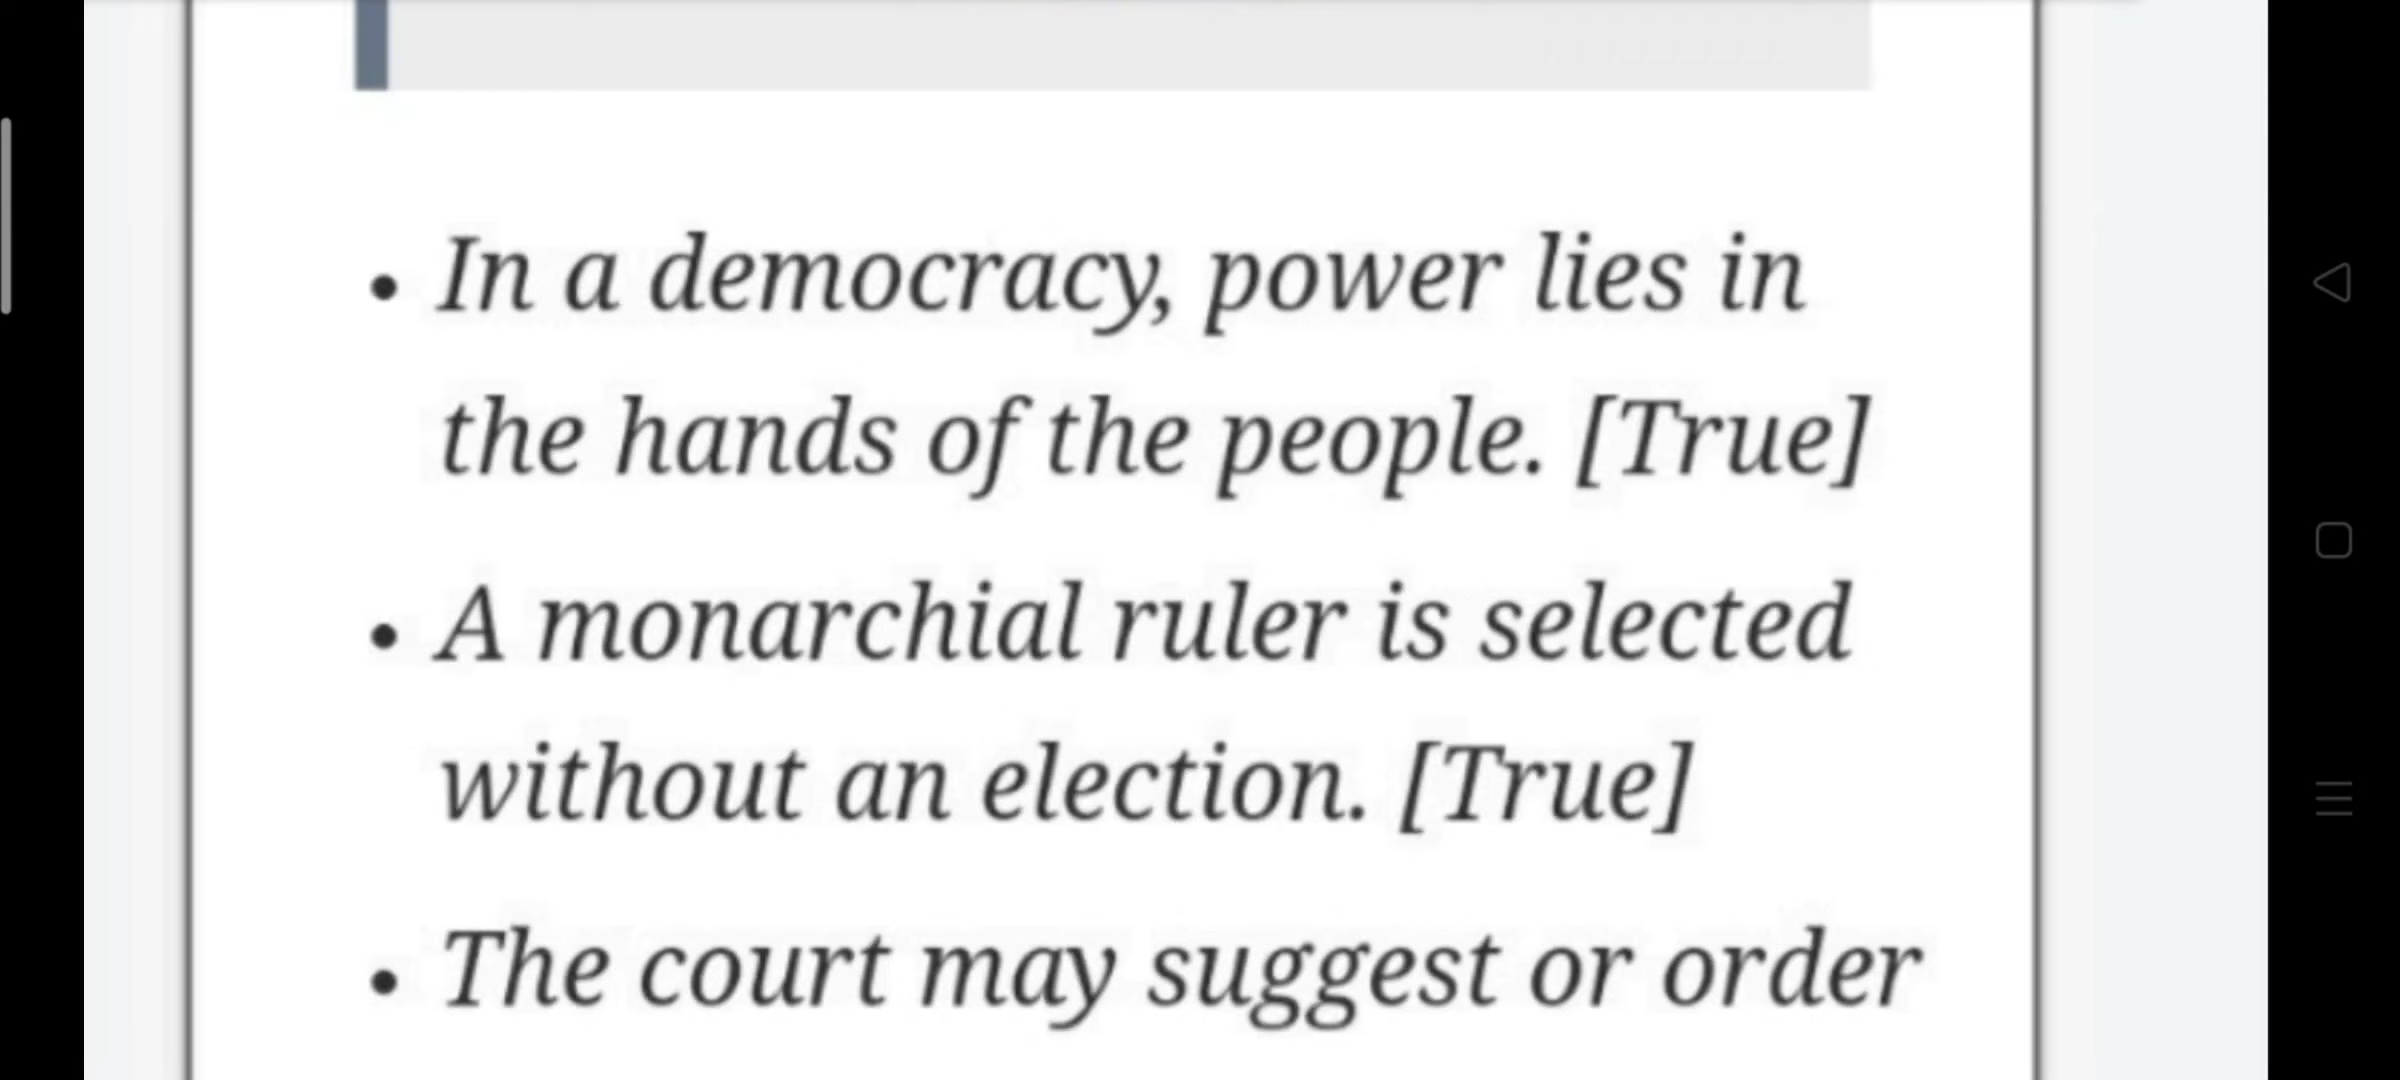 • In a democracy, power lies in
the hands of the people. [True]
• A monarchial ruler is selected
without an election. [True]
• The court may suggest or order